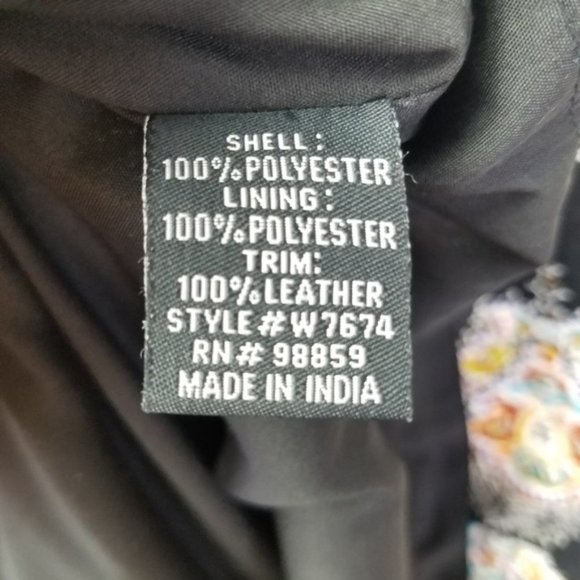 SHELL:
100% POLYESTER
LINING:
100% POLYESTER
TRIM:
100% LEATHER
STYLE # W7674
RN# 98859
MADE IN INDIA